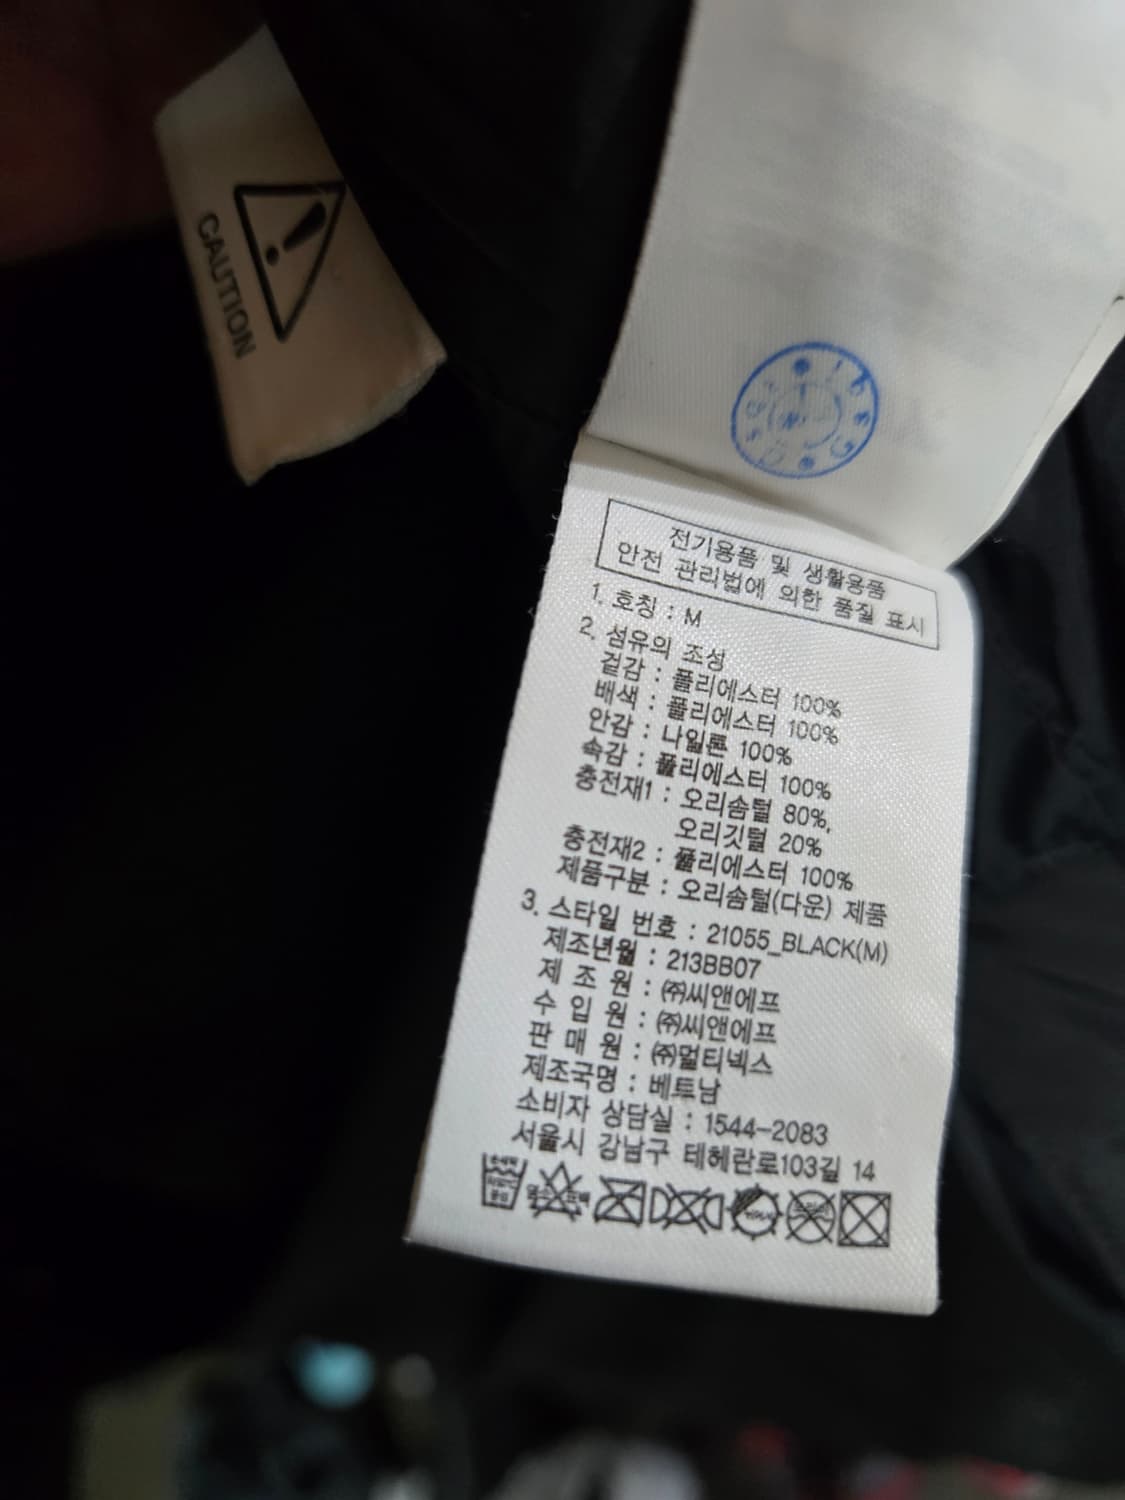 CAUTION
전기용품 및 생활용품
안전 관리법에 의한 품질 표시
1. 호칭 : M
2. 섬유의 조성
겉감 : 폴리에스터 100%
배색 : 폴리에스터 100%
안감 : 나일론 100%
속감 : 폴리에스터 100%
충전재1 : 오리솜털 80%,
오리깃털 20%
충전재2 : 폴리에스터 100%
제품구분 : 오리솜털(다운) 제품
3. 스타일 번호 : 21055_BLACK(M)
제조년월 : 213BB07
제 조 원 : ㈜씨앤에프
수 입 원 : ㈜씨앤에프
판 매 원 : ㈜멀티넥스
제조국명 : 베트남
소비자 상담실 : 1544-2083
서울시 강남구 테헤란로103길 14